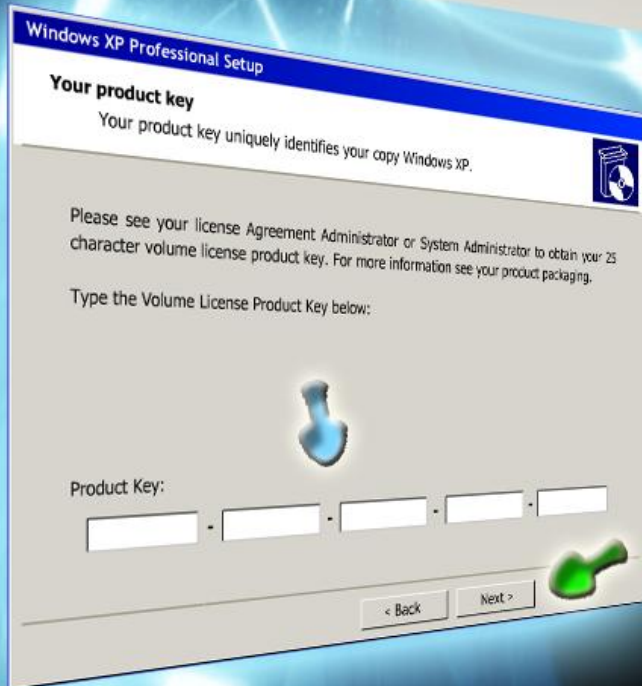 Windows XP Professional Setup
Your product key
Your product key uniquely identifies your copy Windows XP.
Please see your license Agreement Administrator or System Administrator to obtain your 25
character volume license product key. For more information see your product packaging.
Type the Volume License Product Key below:
Product Key:
- - - -
< Back Next >